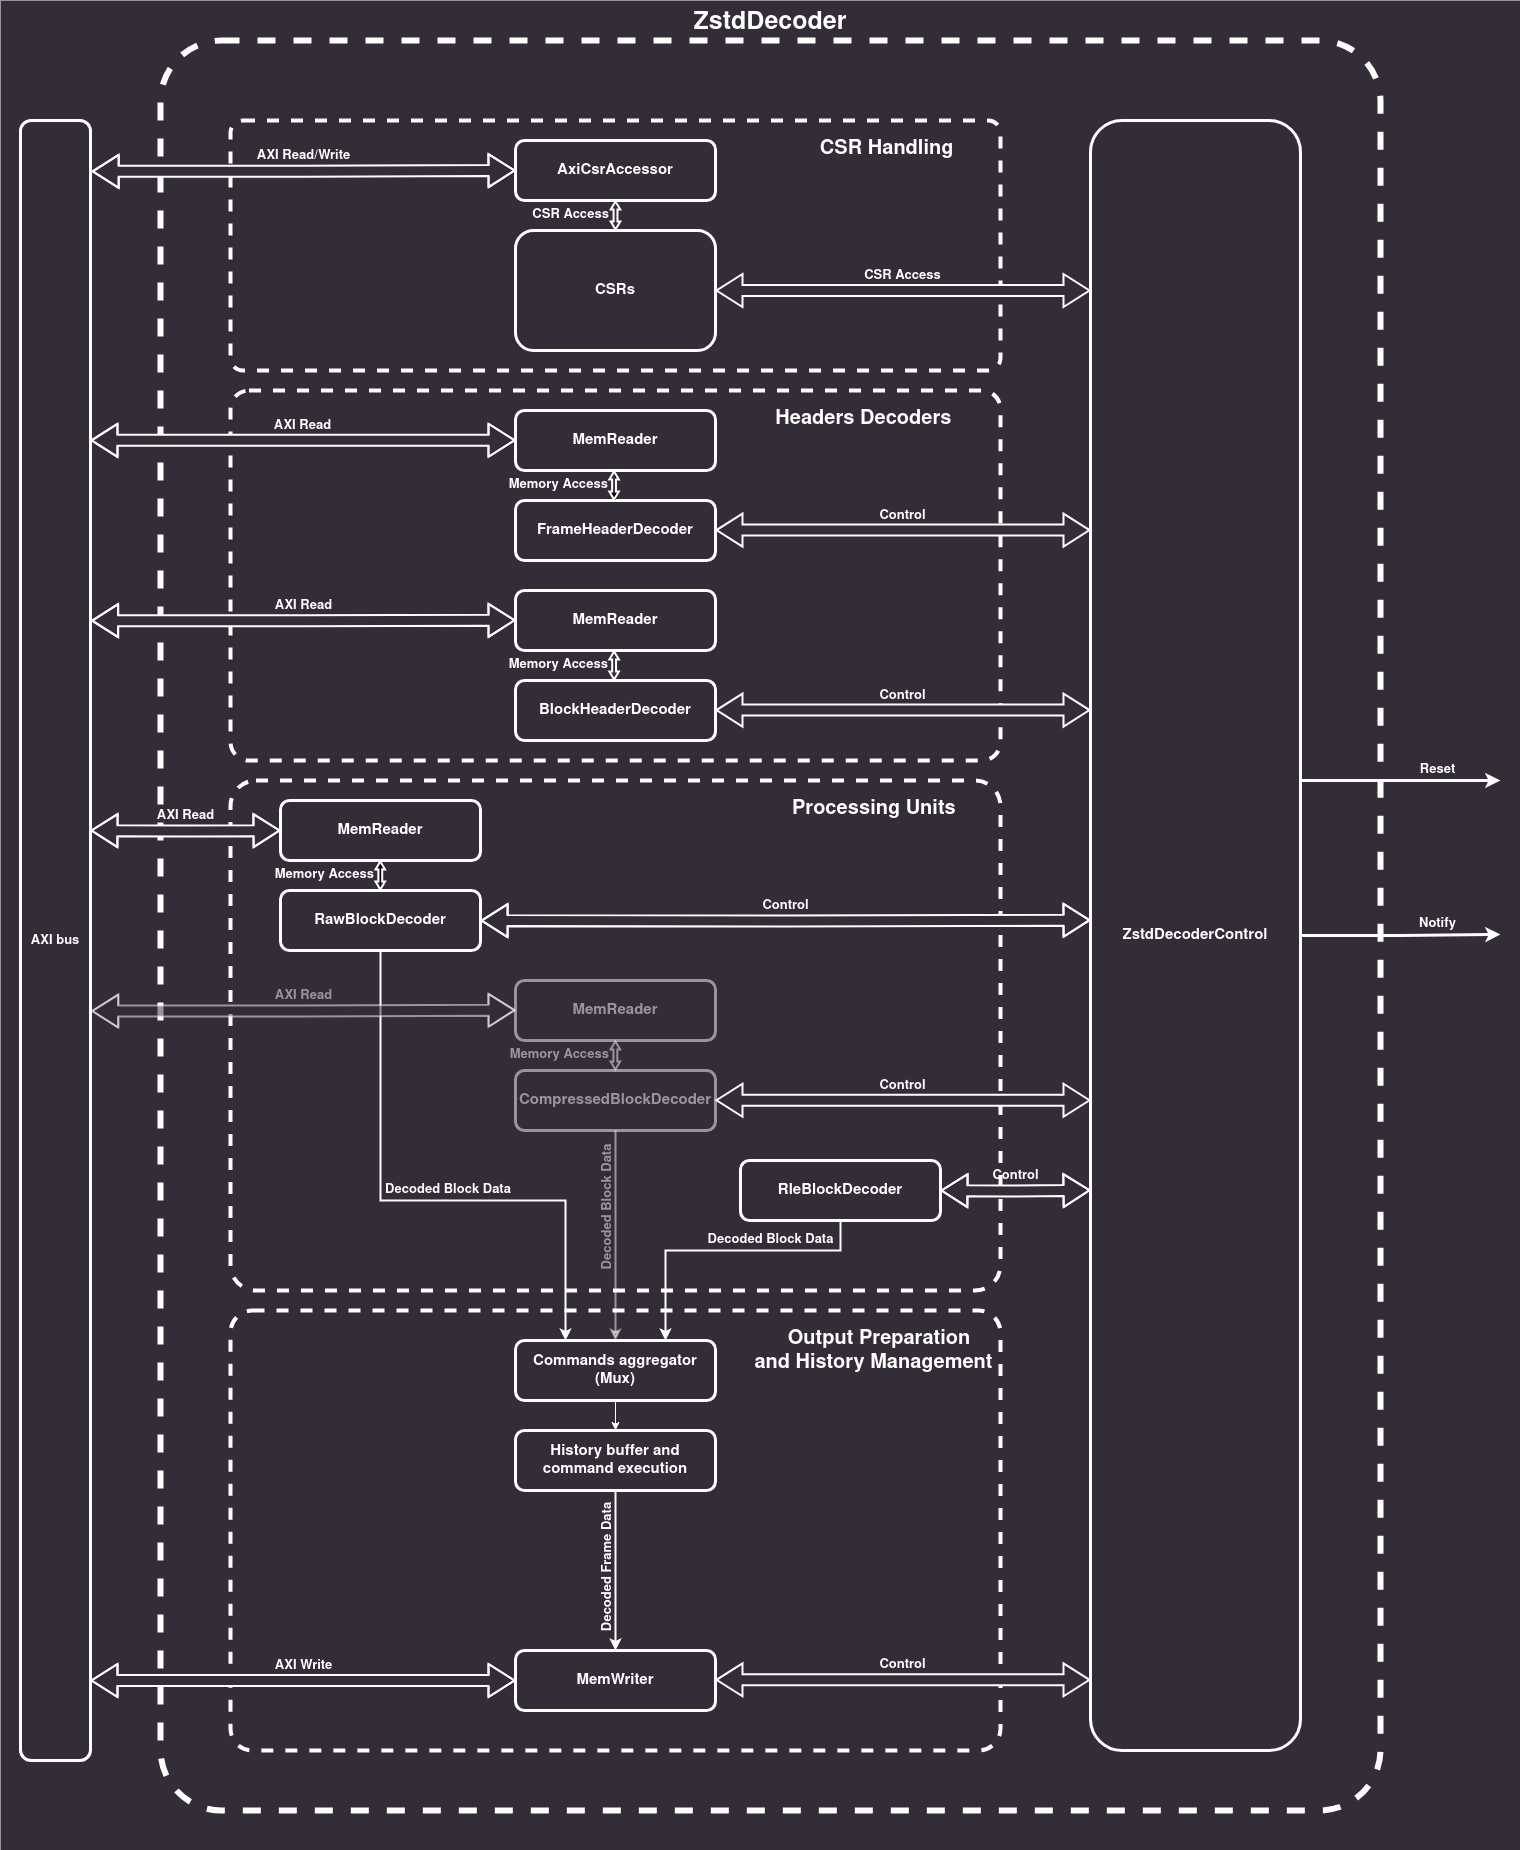 ZstdDecoder
CSR Handling
AXI Read/Write
AxiCsrAccessor
CSR Access
CSRs
CSR Access
Headers Decoders
AXI Read
MemReader
Memory Access
FrameHeaderDecoder
Control
AXI Read
MemReader
Memory Access
BlockHeaderDecoder
Control
Processing Units
AXI Read
MemReader
Memory Access
RawBlockDecoder
Control
AXI bus
ZstdDecoderControl
Reset
Notify
AXI Read
MemReader
Memory Access
CompressedBlockDecoder
Control
RleBlockDecoder
Control
Decoded Block Data
Decoded Block Data
Decoded Block Data
Output Preparation
and History Management
Commands aggregator
(Mux)
History buffer and
command execution
Decoded Frame Data
AXI Write
MemWriter
Control